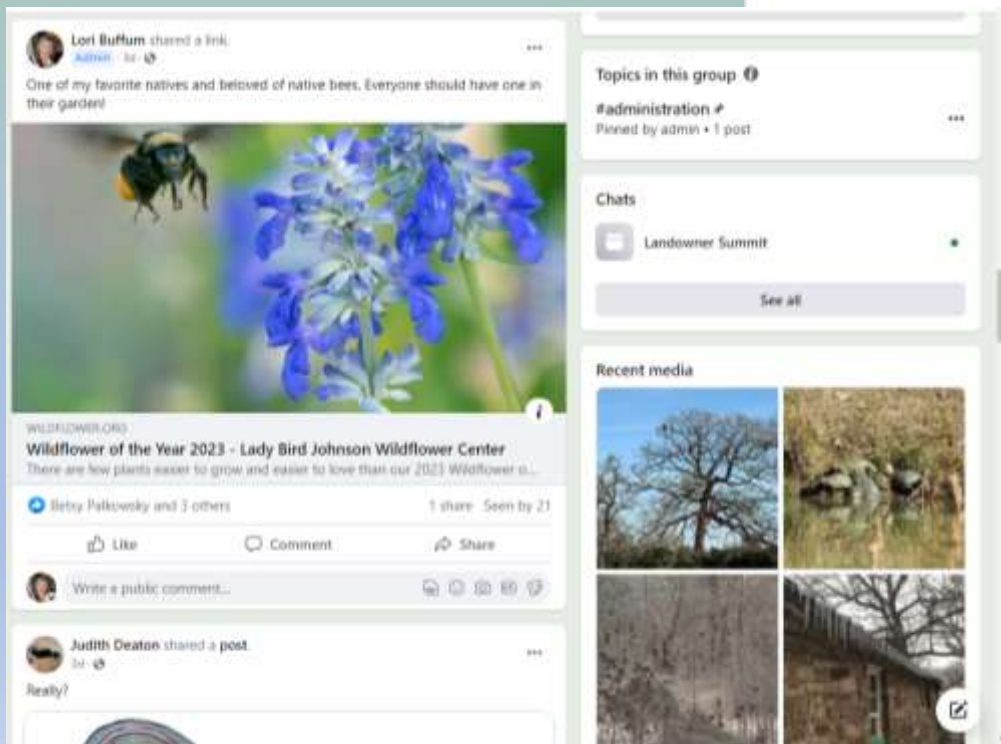 Lori Buffum shared a link.
Admin
One of my favorite natives and beloved of native bees. Everyone should have one in
their garden!
WILDFLOWER.ORG
Wildflower of the Year 2023 - Lady Bird Johnson Wildflower Center
There are few plants easier to grow and easier to love than our 2023 Wildflower o...
Betsy Palkowsky and 3 others
1 share Seen by 21
Like
Comment
Share
Write a public comment...
Judith Deaton shared a post.
Really?
Topics in this group
#administration
Pinned by admin • 1 post
Chats
Landowner Summit
See all
Recent media